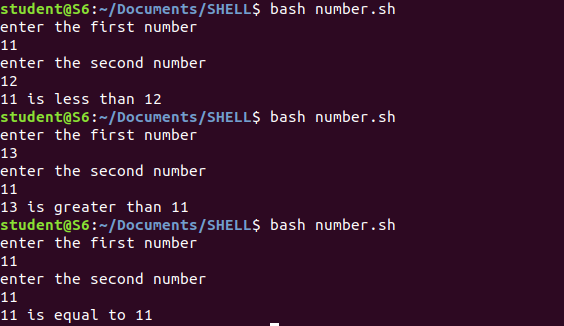 student@S6:~/Documents/SHELL$ bash number.sh
enter the first number
11
enter the second number
12
11 is less than 12
student@S6:~/Documents/SHELL$ bash number.sh
enter the first number
13
enter the second number
11
13 is greater than 11
student@S6:~/Documents/SHELL$ bash number.sh
enter the first number
11
enter the second number
11
11 is equal to 11